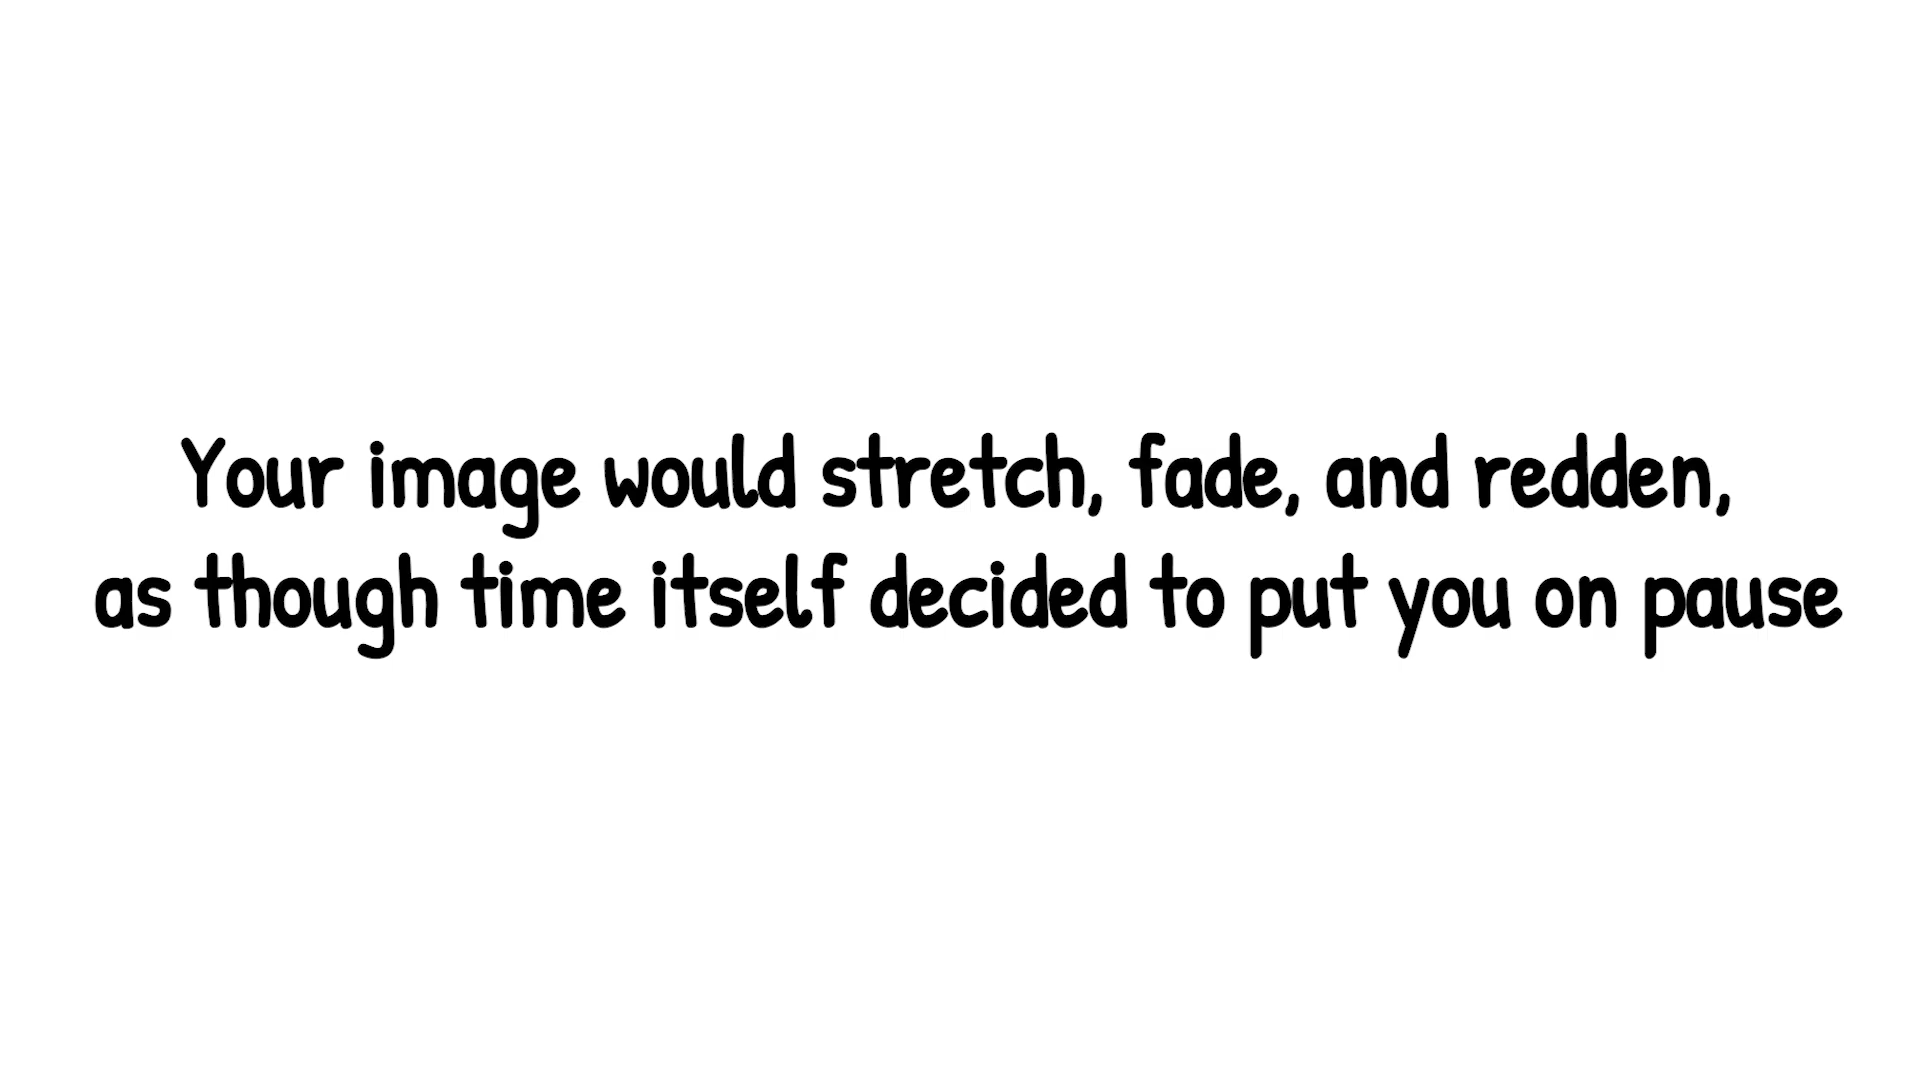 Your image would stretch, fade, and redden,
as though time itself decided to put you on pause